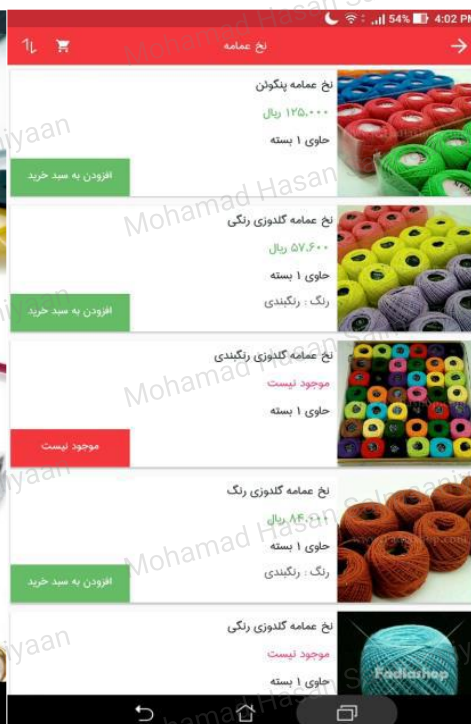 54% 4:02 PM
نخ عمامه
نخ عمامه پنگوئن
۱۲۵,۰۰۰ ریال
حاوی ۱ بسته
افزودن به سبد خرید
نخ عمامه گلدوزی رنگی
۵۷,۶۰۰ ریال
حاوی ۱ بسته
رنگ : رنگبندی
افزودن به سبد خرید
نخ عمامه گلدوزی رنگبندی
موجود نیست
حاوی ۱ بسته
موجود نیست
نخ عمامه گلدوزی رنگ
۸۴,۰۰۰ ریال
حاوی ۱ بسته
رنگ : رنگبندی
افزودن به سبد خرید
نخ عمامه گلدوزی رنگی
موجود نیست
حاوی ۱ بسته
Fadiashop
Mohamad Hasan